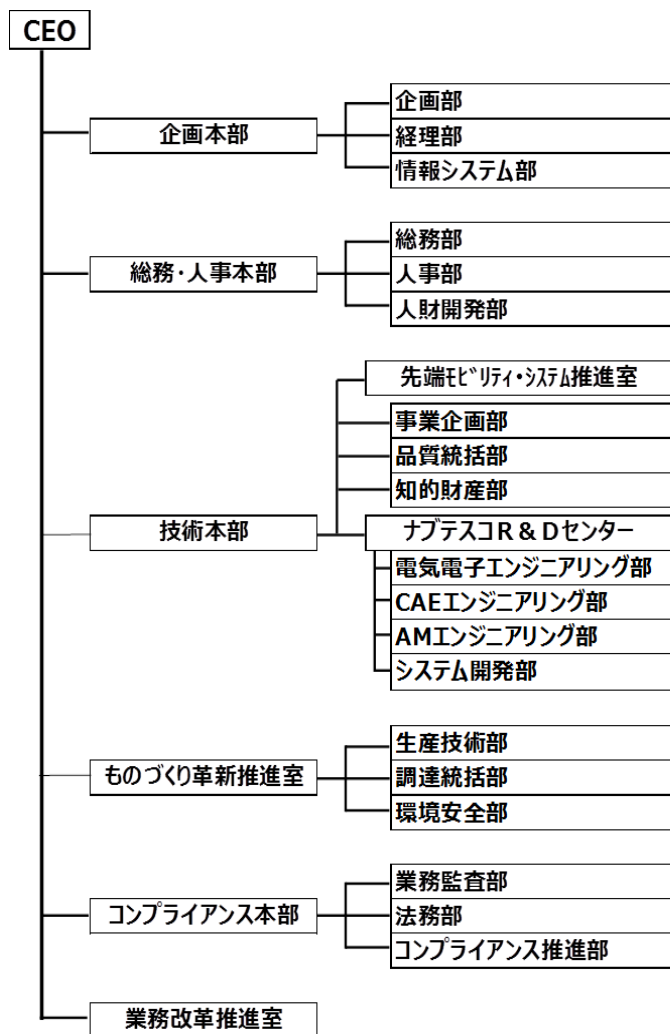 CEO
企画本部
企画部
経理部
情報システム部
総務・人事本部
総務部
人事部
人財開発部
技術本部
先端ﾓﾋﾞﾘﾃｨ・ｼｽﾃﾑ推進室
事業企画部
品質統括部
知的財産部
ナブテスコR＆Dセンター
電気電子エンジニアリング部
CAEエンジニアリング部
AMエンジニアリング部
システム開発部
ものづくり革新推進室
生産技術部
調達統括部
環境安全部
コンプライアンス本部
業務監査部
法務部
コンプライアンス推進部
業務改革推進室